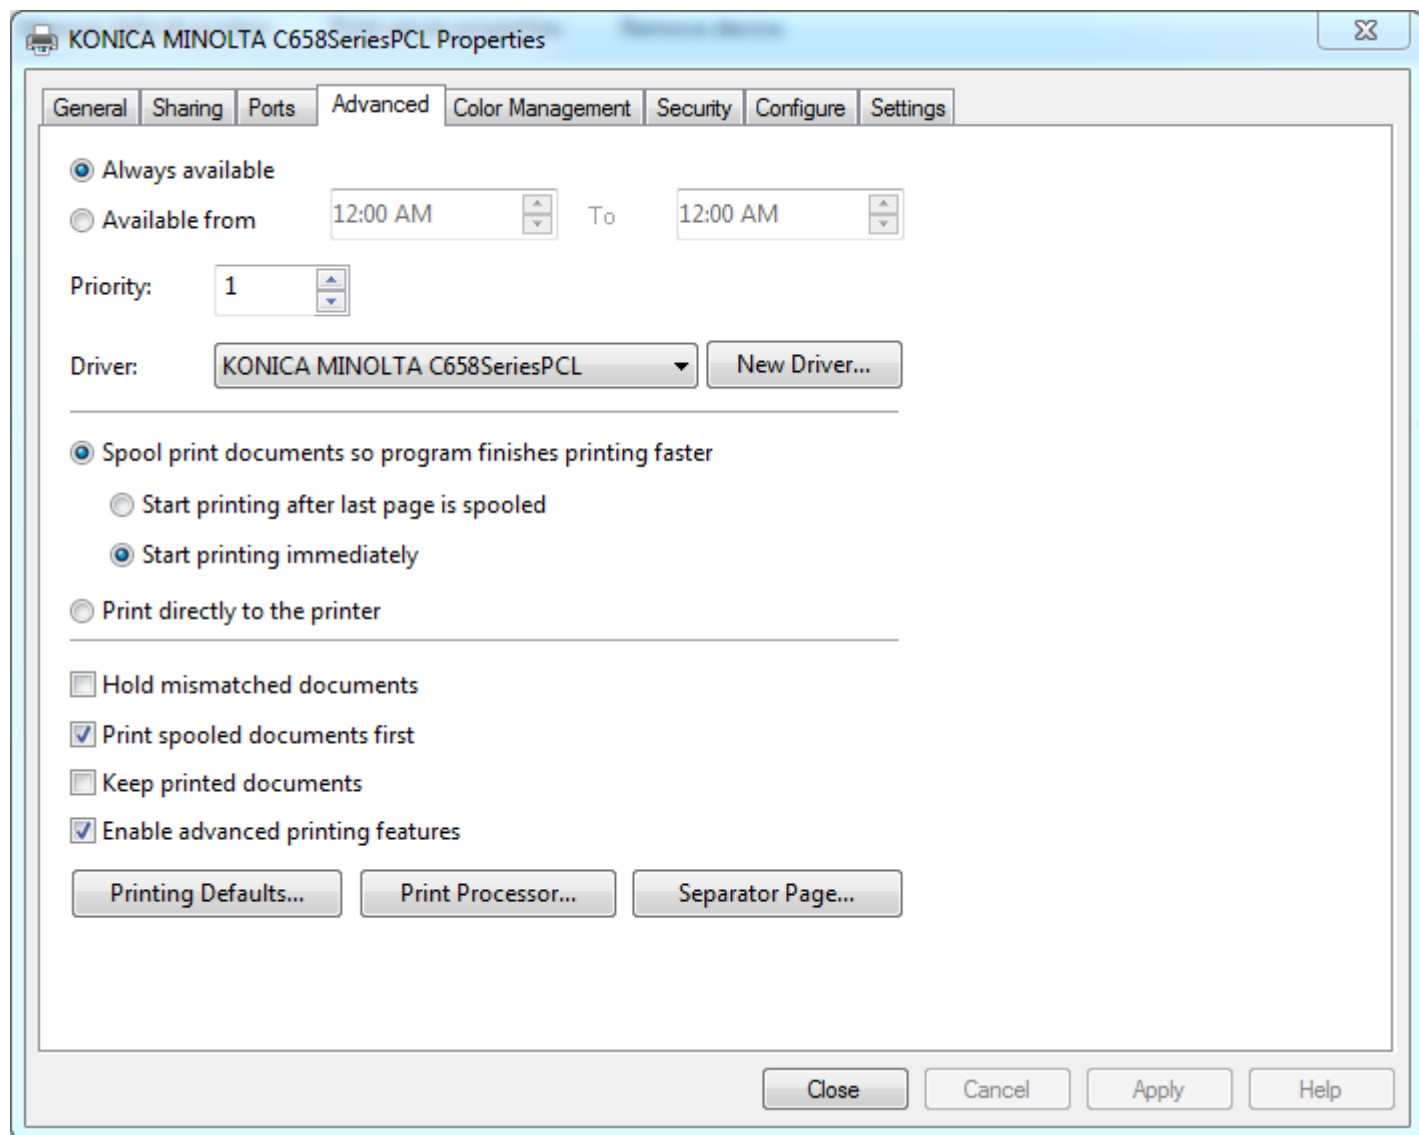 Remove device
KONICA MINOLTA C658SeriesPCL Properties
General Sharing Ports Advanced Color Management Security Configure Settings
Always available
Available from 12:00 AM To 12:00 AM
Priority: 1
Driver: KONICA MINOLTA C658SeriesPCL New Driver...
Spool print documents so program finishes printing faster
Start printing after last page is spooled
Start printing immediately
Print directly to the printer
Hold mismatched documents
Print spooled documents first
Keep printed documents
Enable advanced printing features
Printing Defaults... Print Processor... Separator Page...
Close Cancel Apply Help